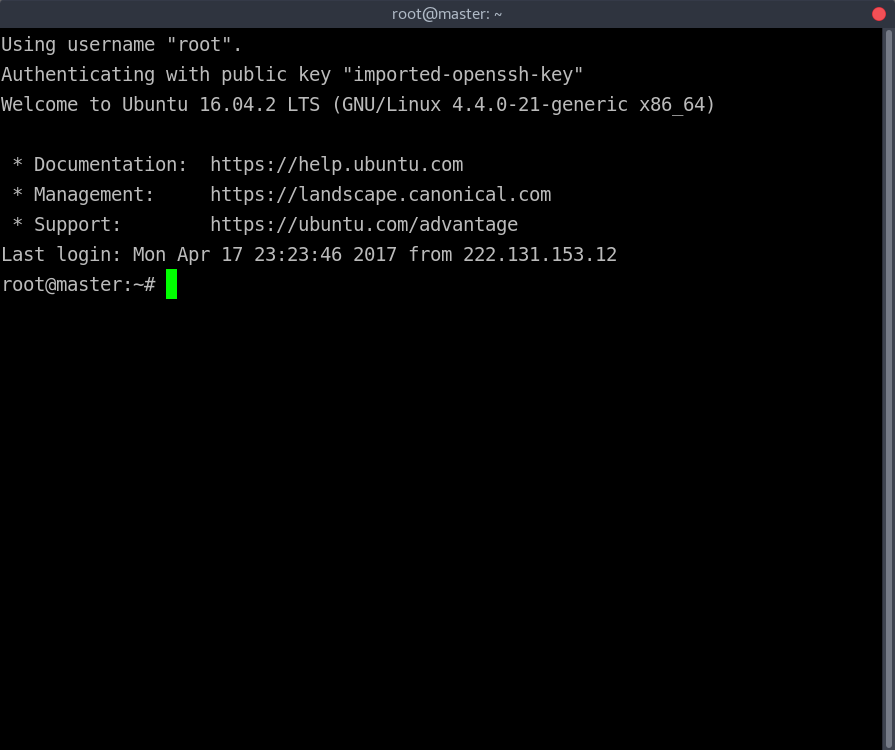 root@master: ~
Using username "root".
Authenticating with public key "imported-openssh-key"
Welcome to Ubuntu 16.04.2 LTS (GNU/Linux 4.4.0-21-generic x86_64)
 * Documentation:  https://help.ubuntu.com
 * Management:     https://landscape.canonical.com
 * Support:        https://ubuntu.com/advantage
Last login: Mon Apr 17 23:23:46 2017 from 222.131.153.12
root@master:~#